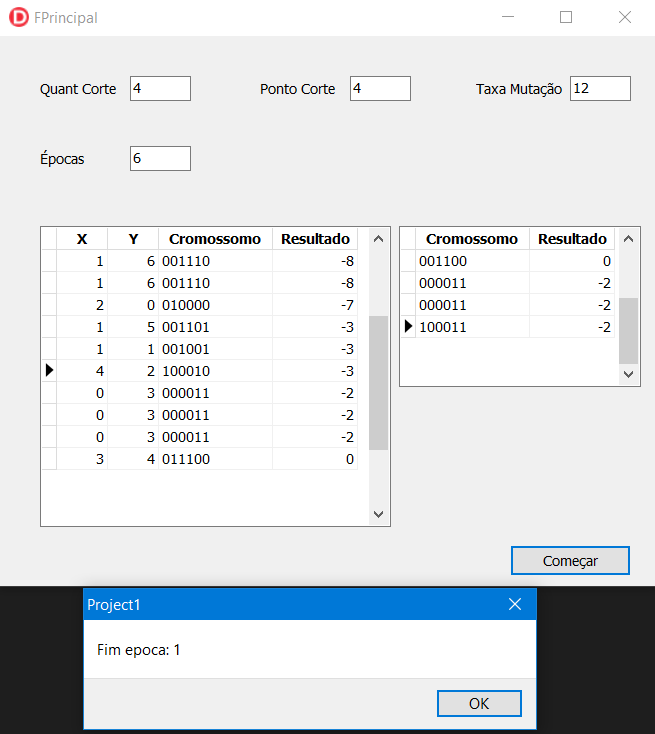 FPrincipal
Quant Corte 4 Ponto Corte 4 Taxa Mutação 12
Épocas 6
X Y Cromossomo Resultado
1 6 001110 -8
1 6 001110 -8
2 0 010000 -7
1 5 001101 -3
1 1 001001 -3
4 2 100010 -3
0 3 000011 -2
0 3 000011 -2
0 3 000011 -2
3 4 011100 0
Cromossomo Resultado
001100 0
000011 -2
000011 -2
100011 -2
Começar
Project1
Fim epoca: 1
OK